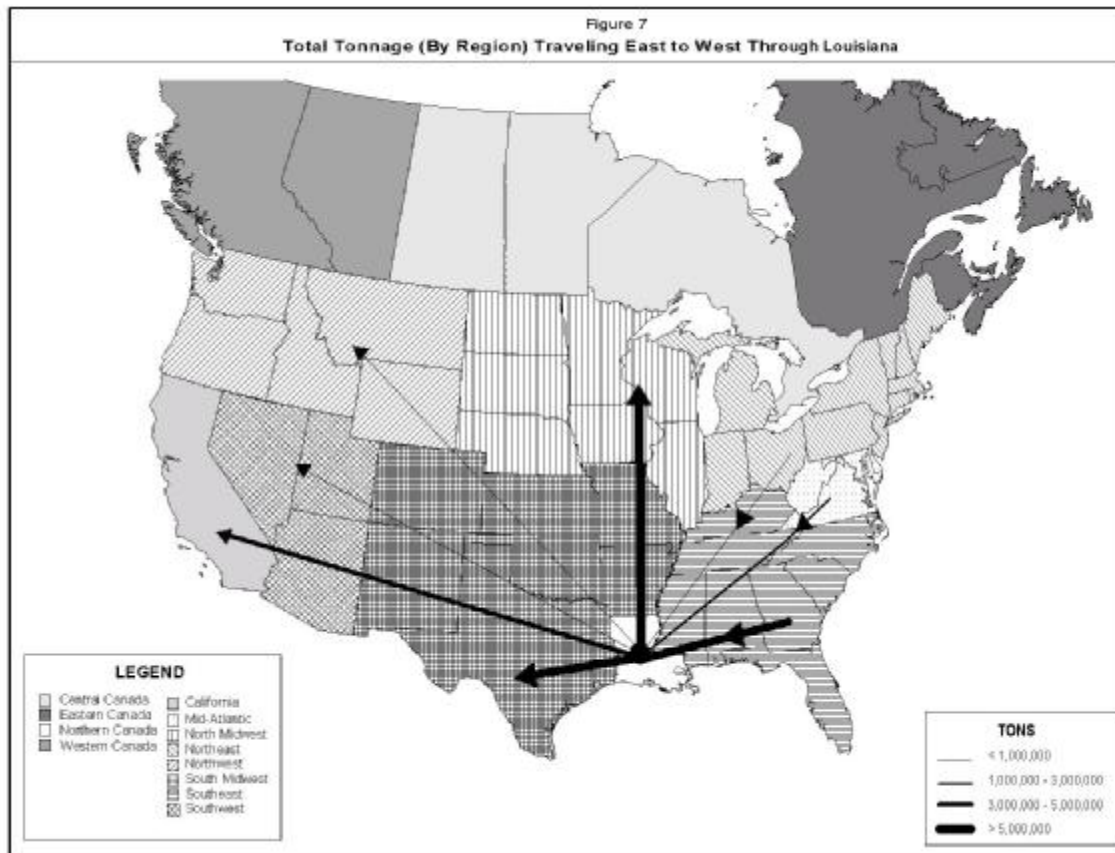 Figure 7
Total Tonnage (By Region) Traveling East to West Through Louisiana
LEGEND
Central Canada
Eastern Canada
Northern Canada
Western Canada
California
Mid-Atlantic
North Midwest
Northeast
Northwest
South Midwest
Southeast
Southwest
TONS
< 1,000,000
1,000,000 - 3,000,000
3,000,000 - 5,000,000
> 5,000,000